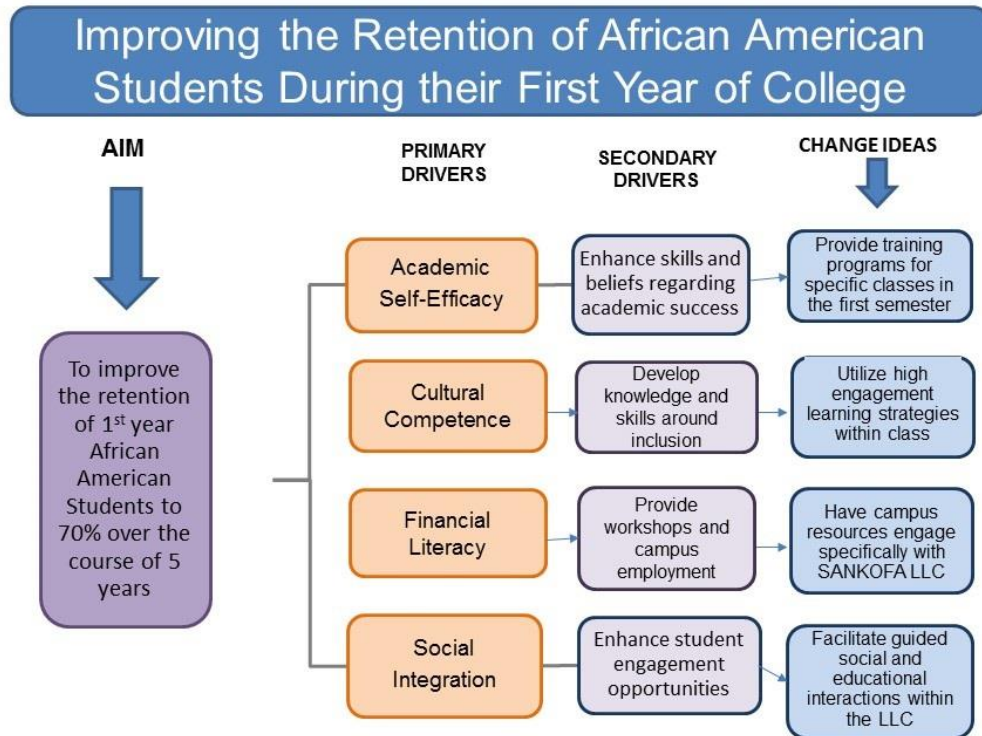 Improving the Retention of African American
Students During their First Year of College
AIM
PRIMARY
DRIVERS
SECONDARY
DRIVERS
CHANGE IDEAS
To improve
the retention
of 1st year
African
American
Students to
70% over the
course of 5
years
Academic
Self-Efficacy
Enhance skills and
beliefs regarding
academic success
Provide training
programs for
specific classes in
the first semester
Cultural
Competence
Develop
knowledge and
skills around
inclusion
Utilize high
engagement
learning strategies
within class
Financial
Literacy
Provide
workshops and
campus
employment
Have campus
resources engage
specifically with
SANKOFA LLC
Social
Integration
Enhance student
engagement
opportunities
Facilitate guided
social and
educational
interactions within
the LLC